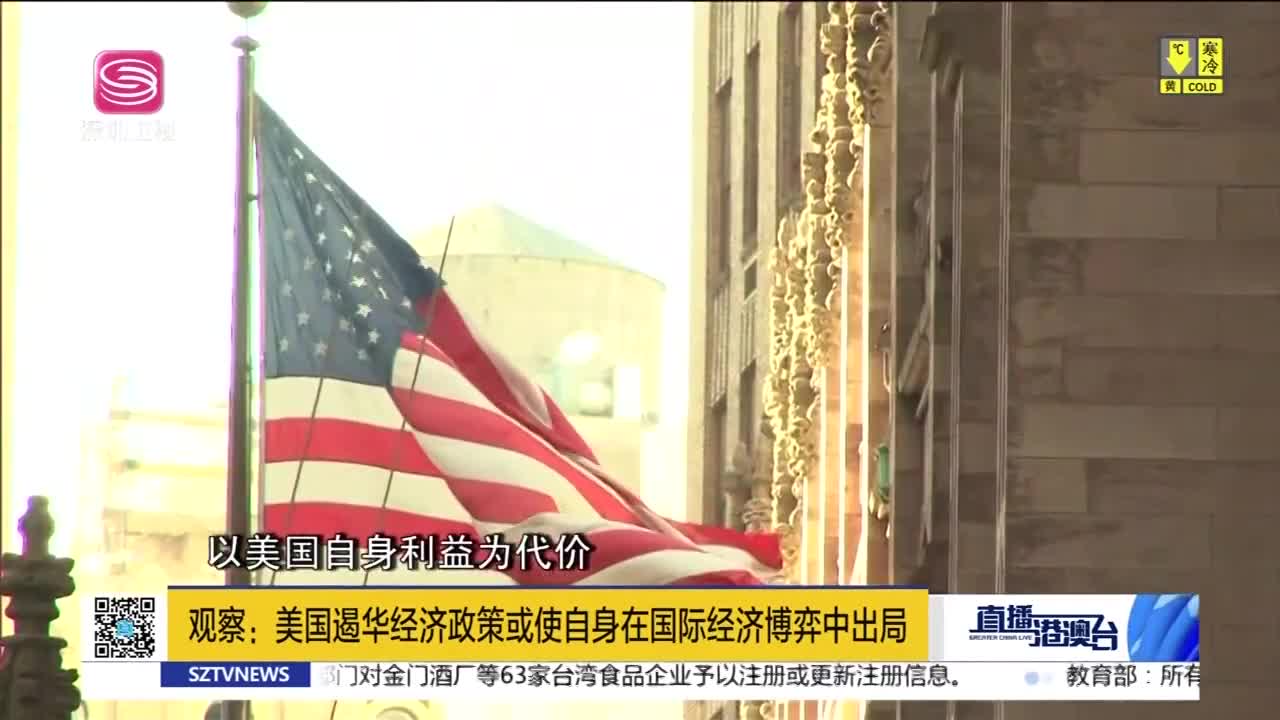 ℃ 寒冷
黄 COLD
以美国自身利益为代价
观察：美国遏华经济政策或使自身在国际经济博弈中出局
直播港澳台
GREATER CHINA LIVE
SZTVNEWS 部门对金门酒厂等63家台湾食品企业予以注册或更新注册信息。 教育部：所有